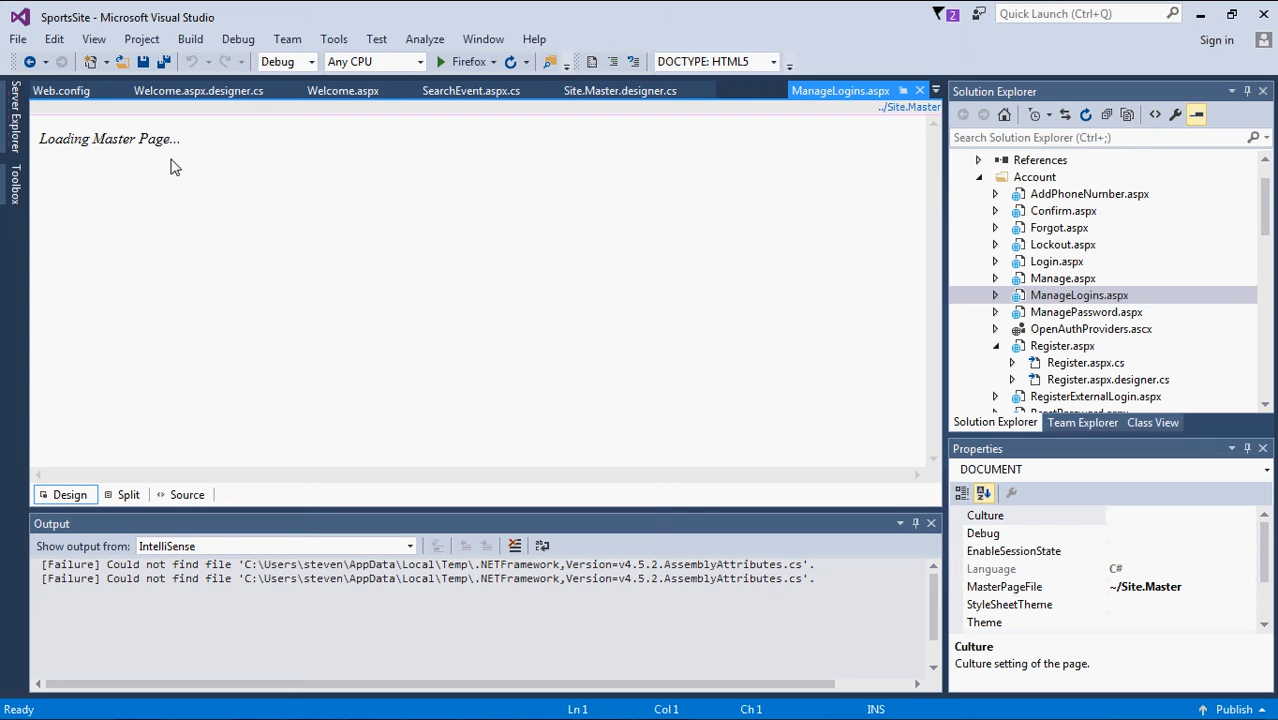 SportsSite - Microsoft Visual Studio
2
Quick Launch (Ctrl+Q)
File Edit View Project Build Debug Team Tools Test Analyze Window Help
Sign in
Debug Any CPU Firefox DOCTYPE: HTML5
Server Explorer
Toolbox
Web.config Welcome.aspx.designer.cs Welcome.aspx SearchEvent.aspx.cs Site.Master.designer.cs ManageLogins.aspx
../Site.Master
Loading Master Page...
Design Split Source
Output
Show output from: IntelliSense
[Failure] Could not find file 'C:\Users\steven\AppData\Local\Temp\.NETFramework,Version=v4.5.2.AssemblyAttributes.cs'.
[Failure] Could not find file 'C:\Users\steven\AppData\Local\Temp\.NETFramework,Version=v4.5.2.AssemblyAttributes.cs'.
Solution Explorer
Search Solution Explorer (Ctrl+;)
References
Account
AddPhoneNumber.aspx
Confirm.aspx
Forgot.aspx
Lockout.aspx
Login.aspx
Manage.aspx
ManageLogins.aspx
ManagePassword.aspx
OpenAuthProviders.ascx
Register.aspx
Register.aspx.cs
Register.aspx.designer.cs
RegisterExternalLogin.aspx
Solution Explorer Team Explorer Class View
Properties
DOCUMENT
Culture
Debug
EnableSessionState
Language C#
MasterPageFile ~/Site.Master
StyleSheetTheme
Theme
Culture
Culture setting of the page.
Ready Ln 1 Col 1 Ch 1 INS Publish